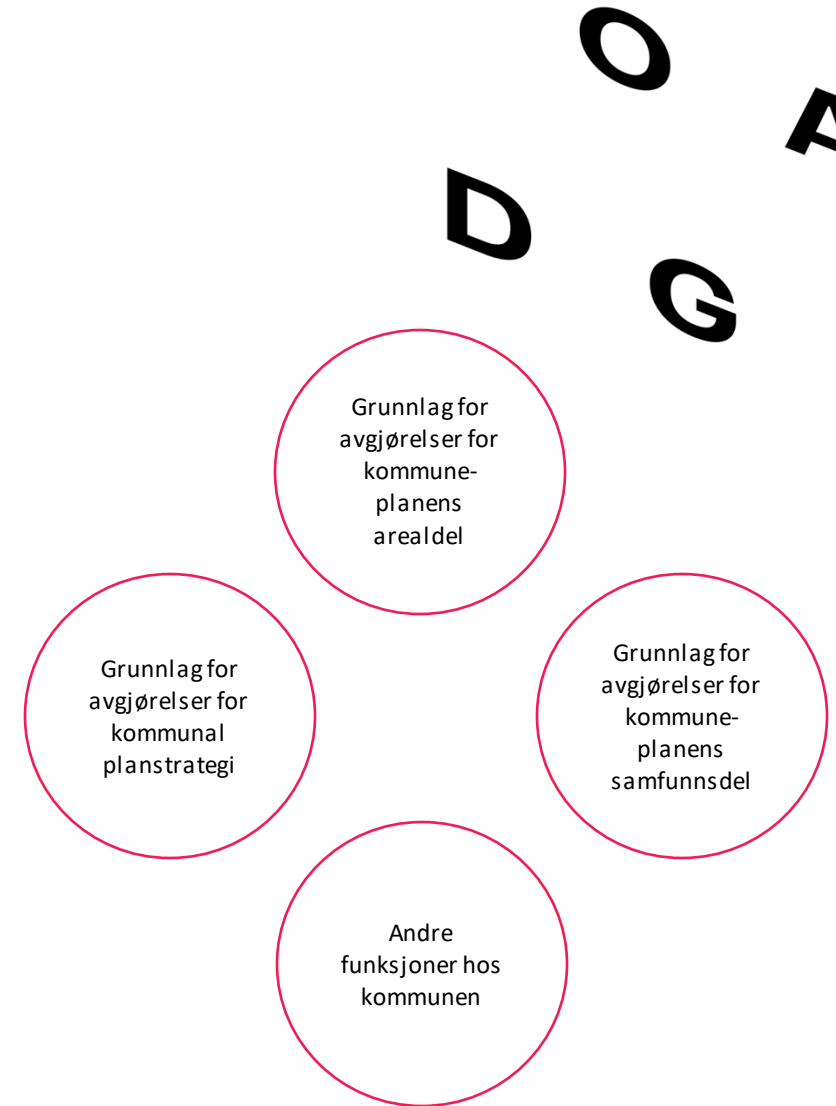 O
A
D
G
Grunnlag for
avgjørelser for
kommune-
planens
arealdel
Grunnlag for
avgjørelser for
kommunal
planstrategi
Grunnlag for
avgjørelser for
kommune-
planens
samfunnsdel
Andre
funksjoner hos
kommunen